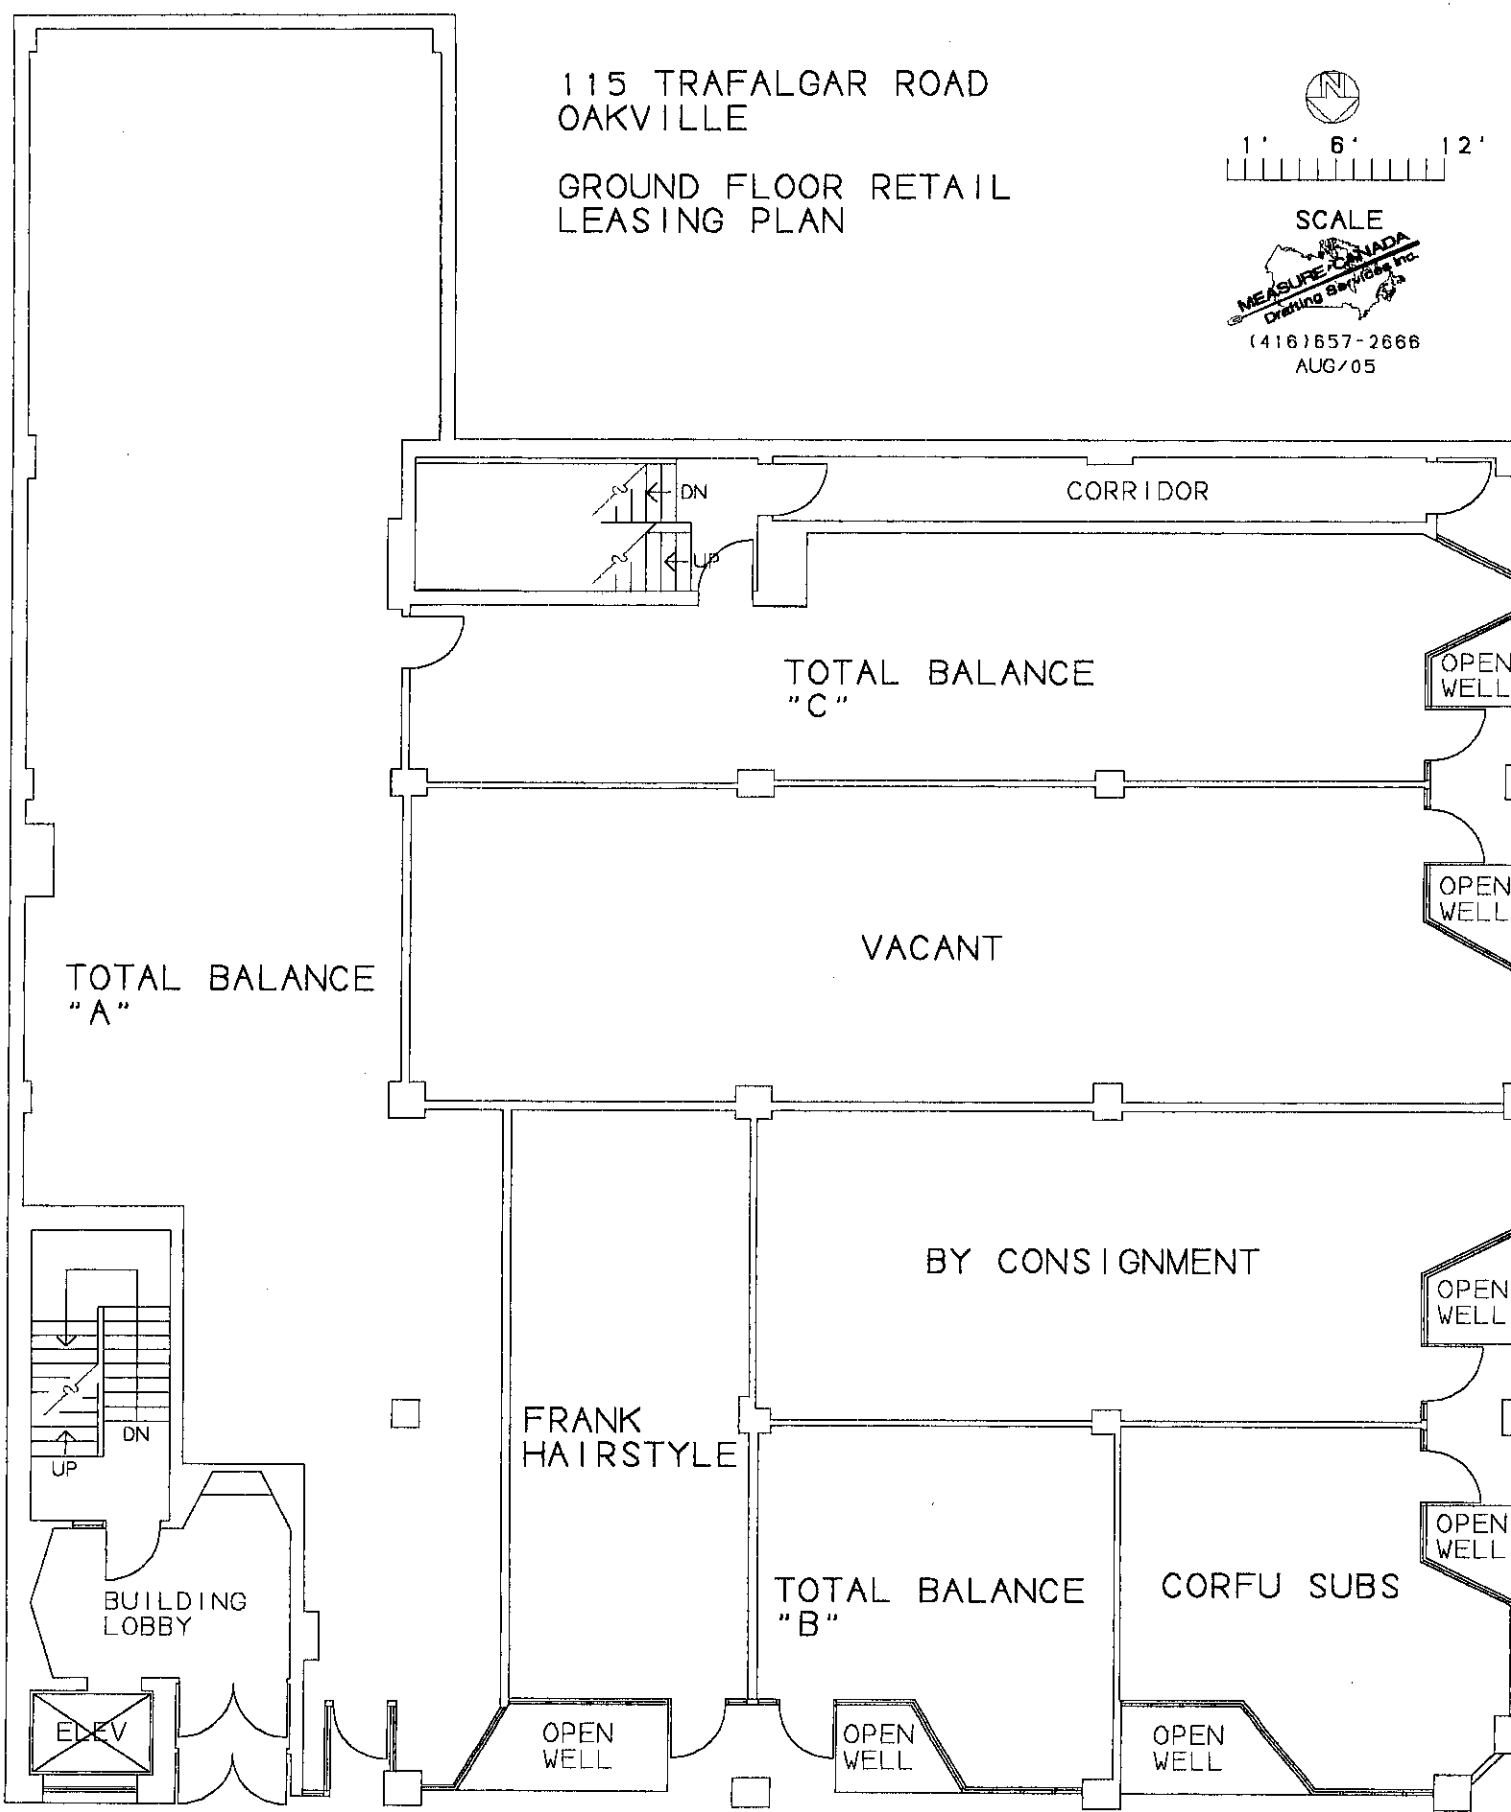 115 TRAFALGAR ROAD
OAKVILLE
GROUND FLOOR RETAIL
LEASING PLAN
N
1' 6' 12'
SCALE
MEASURE-CANADA
Drafting Services Inc.
(416)657-2666
AUG/05
DN
CORRIDOR
UP
TOTAL BALANCE
"C"
OPEN
WELL
OPEN
WELL
VACANT
TOTAL BALANCE
"A"
BY CONSIGNMENT
OPEN
WELL
FRANK
HAIRSTYLE
DN
UP
OPEN
WELL
BUILDING
LOBBY
TOTAL BALANCE
"B"
CORFU SUBS
ELEV
OPEN
WELL
OPEN
WELL
OPEN
WELL